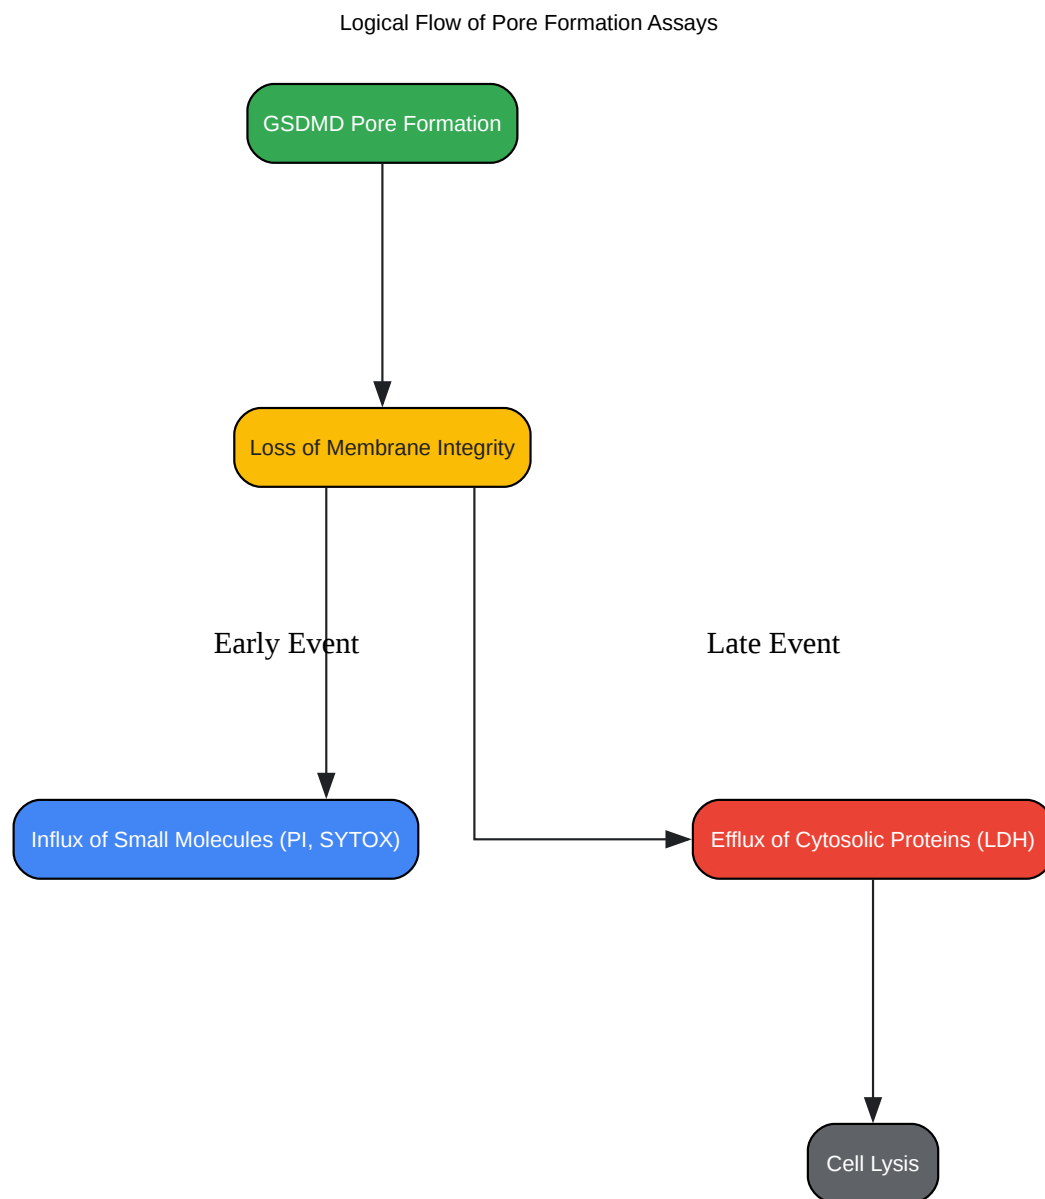 Logical Flow of Pore Formation Assays
GSDMD Pore Formation
Loss of Membrane Integrity
Early Event
Late Event
Influx of Small Molecules (PI, SYTOX)
Efflux of Cytosolic Proteins (LDH)
Cell Lysis